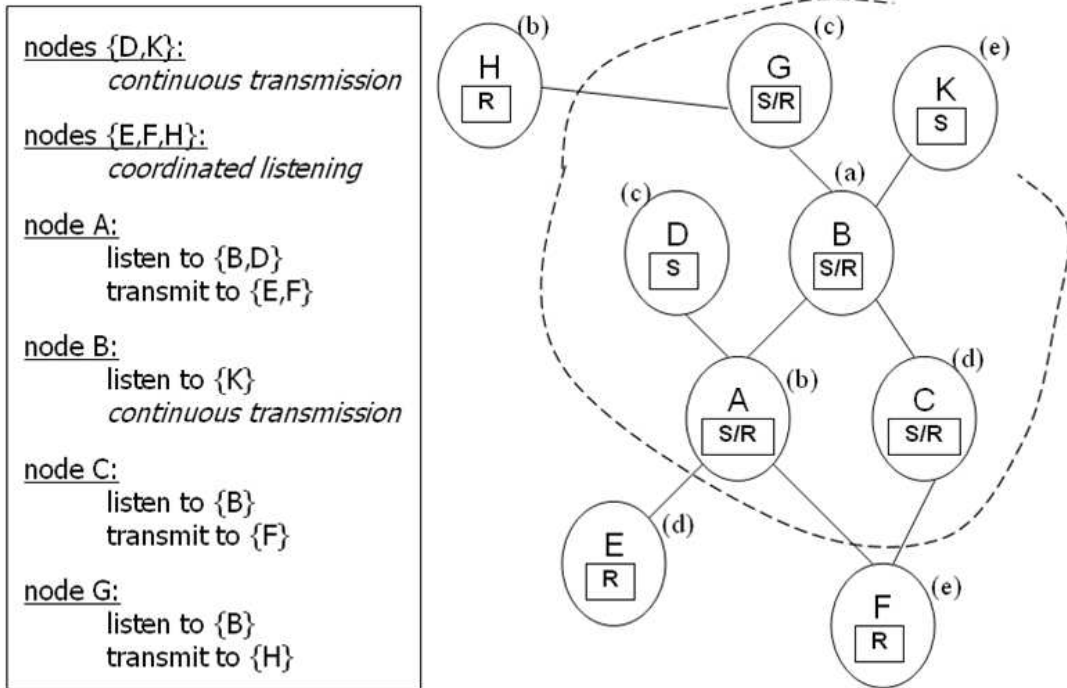 nodes {D,K}:
continuous transmission
nodes {E,F,H}:
coordinated listening
node A:
listen to {B,D}
transmit to {E,F}
node B:
listen to {K}
continuous transmission
node C:
listen to {B}
transmit to {F}
node G:
listen to {B}
transmit to {H}
(b)
H
R
(c)
G
S/R
(e)
K
S
(c)
D
S
(a)
B
S/R
(b)
A
S/R
(d)
C
S/R
(d)
E
R
(e)
F
R